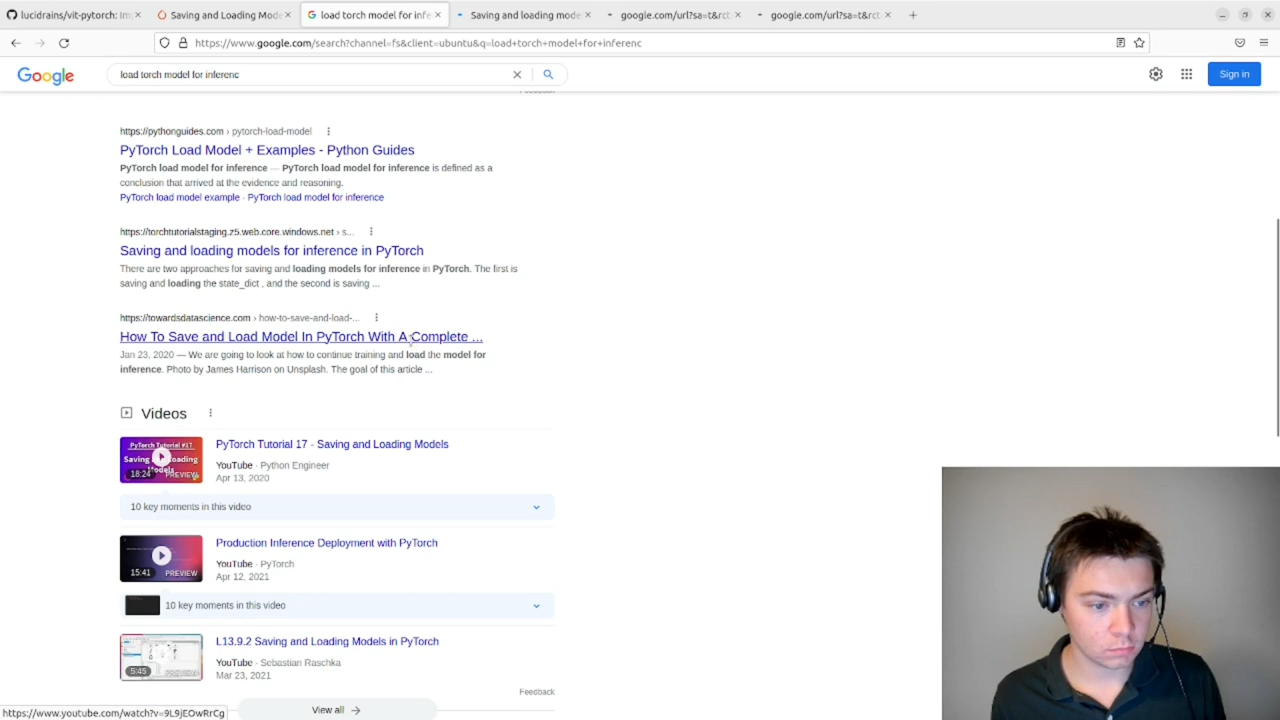 lucidrains/vit-pytorch: Imp
Saving and Loading Mode
load torch model for infe
Saving and loading mode
google.com/url?sa=t&rct
google.com/url?sa=t&rct
https://www.google.com/search?channel=fs&client=ubuntu&q=load+torch+model+for+inferenc
Google
load torch model for inferenc
Sign in
Feedback
https://pythonguides.com › pytorch-load-model
PyTorch Load Model + Examples - Python Guides
PyTorch load model for inference — PyTorch load model for inference is defined as a
conclusion that arrived at the evidence and reasoning.
PyTorch load model example · PyTorch load model for inference
https://torchtutorialstaging.z5.web.core.windows.net › s...
Saving and loading models for inference in PyTorch
There are two approaches for saving and loading models for inference in PyTorch. The first is
saving and loading the state_dict , and the second is saving ...
https://towardsdatascience.com › how-to-save-and-load-...
How To Save and Load Model In PyTorch With A Complete ...
Jan 23, 2020 — We are going to look at how to continue training and load the model for
inference. Photo by James Harrison on Unsplash. The goal of this article ...
Videos
PyTorch Tutorial #17
Saving
Loading
Models
18:24
PREVIEW
PyTorch Tutorial 17 - Saving and Loading Models
YouTube · Python Engineer
Apr 13, 2020
10 key moments in this video
15:41
PREVIEW
Production Inference Deployment with PyTorch
YouTube · PyTorch
Apr 12, 2021
10 key moments in this video
5:45
L13.9.2 Saving and Loading Models in PyTorch
YouTube · Sebastian Raschka
Mar 23, 2021
Feedback
View all
https://www.youtube.com/watch?v=9L9jEOwRrCg